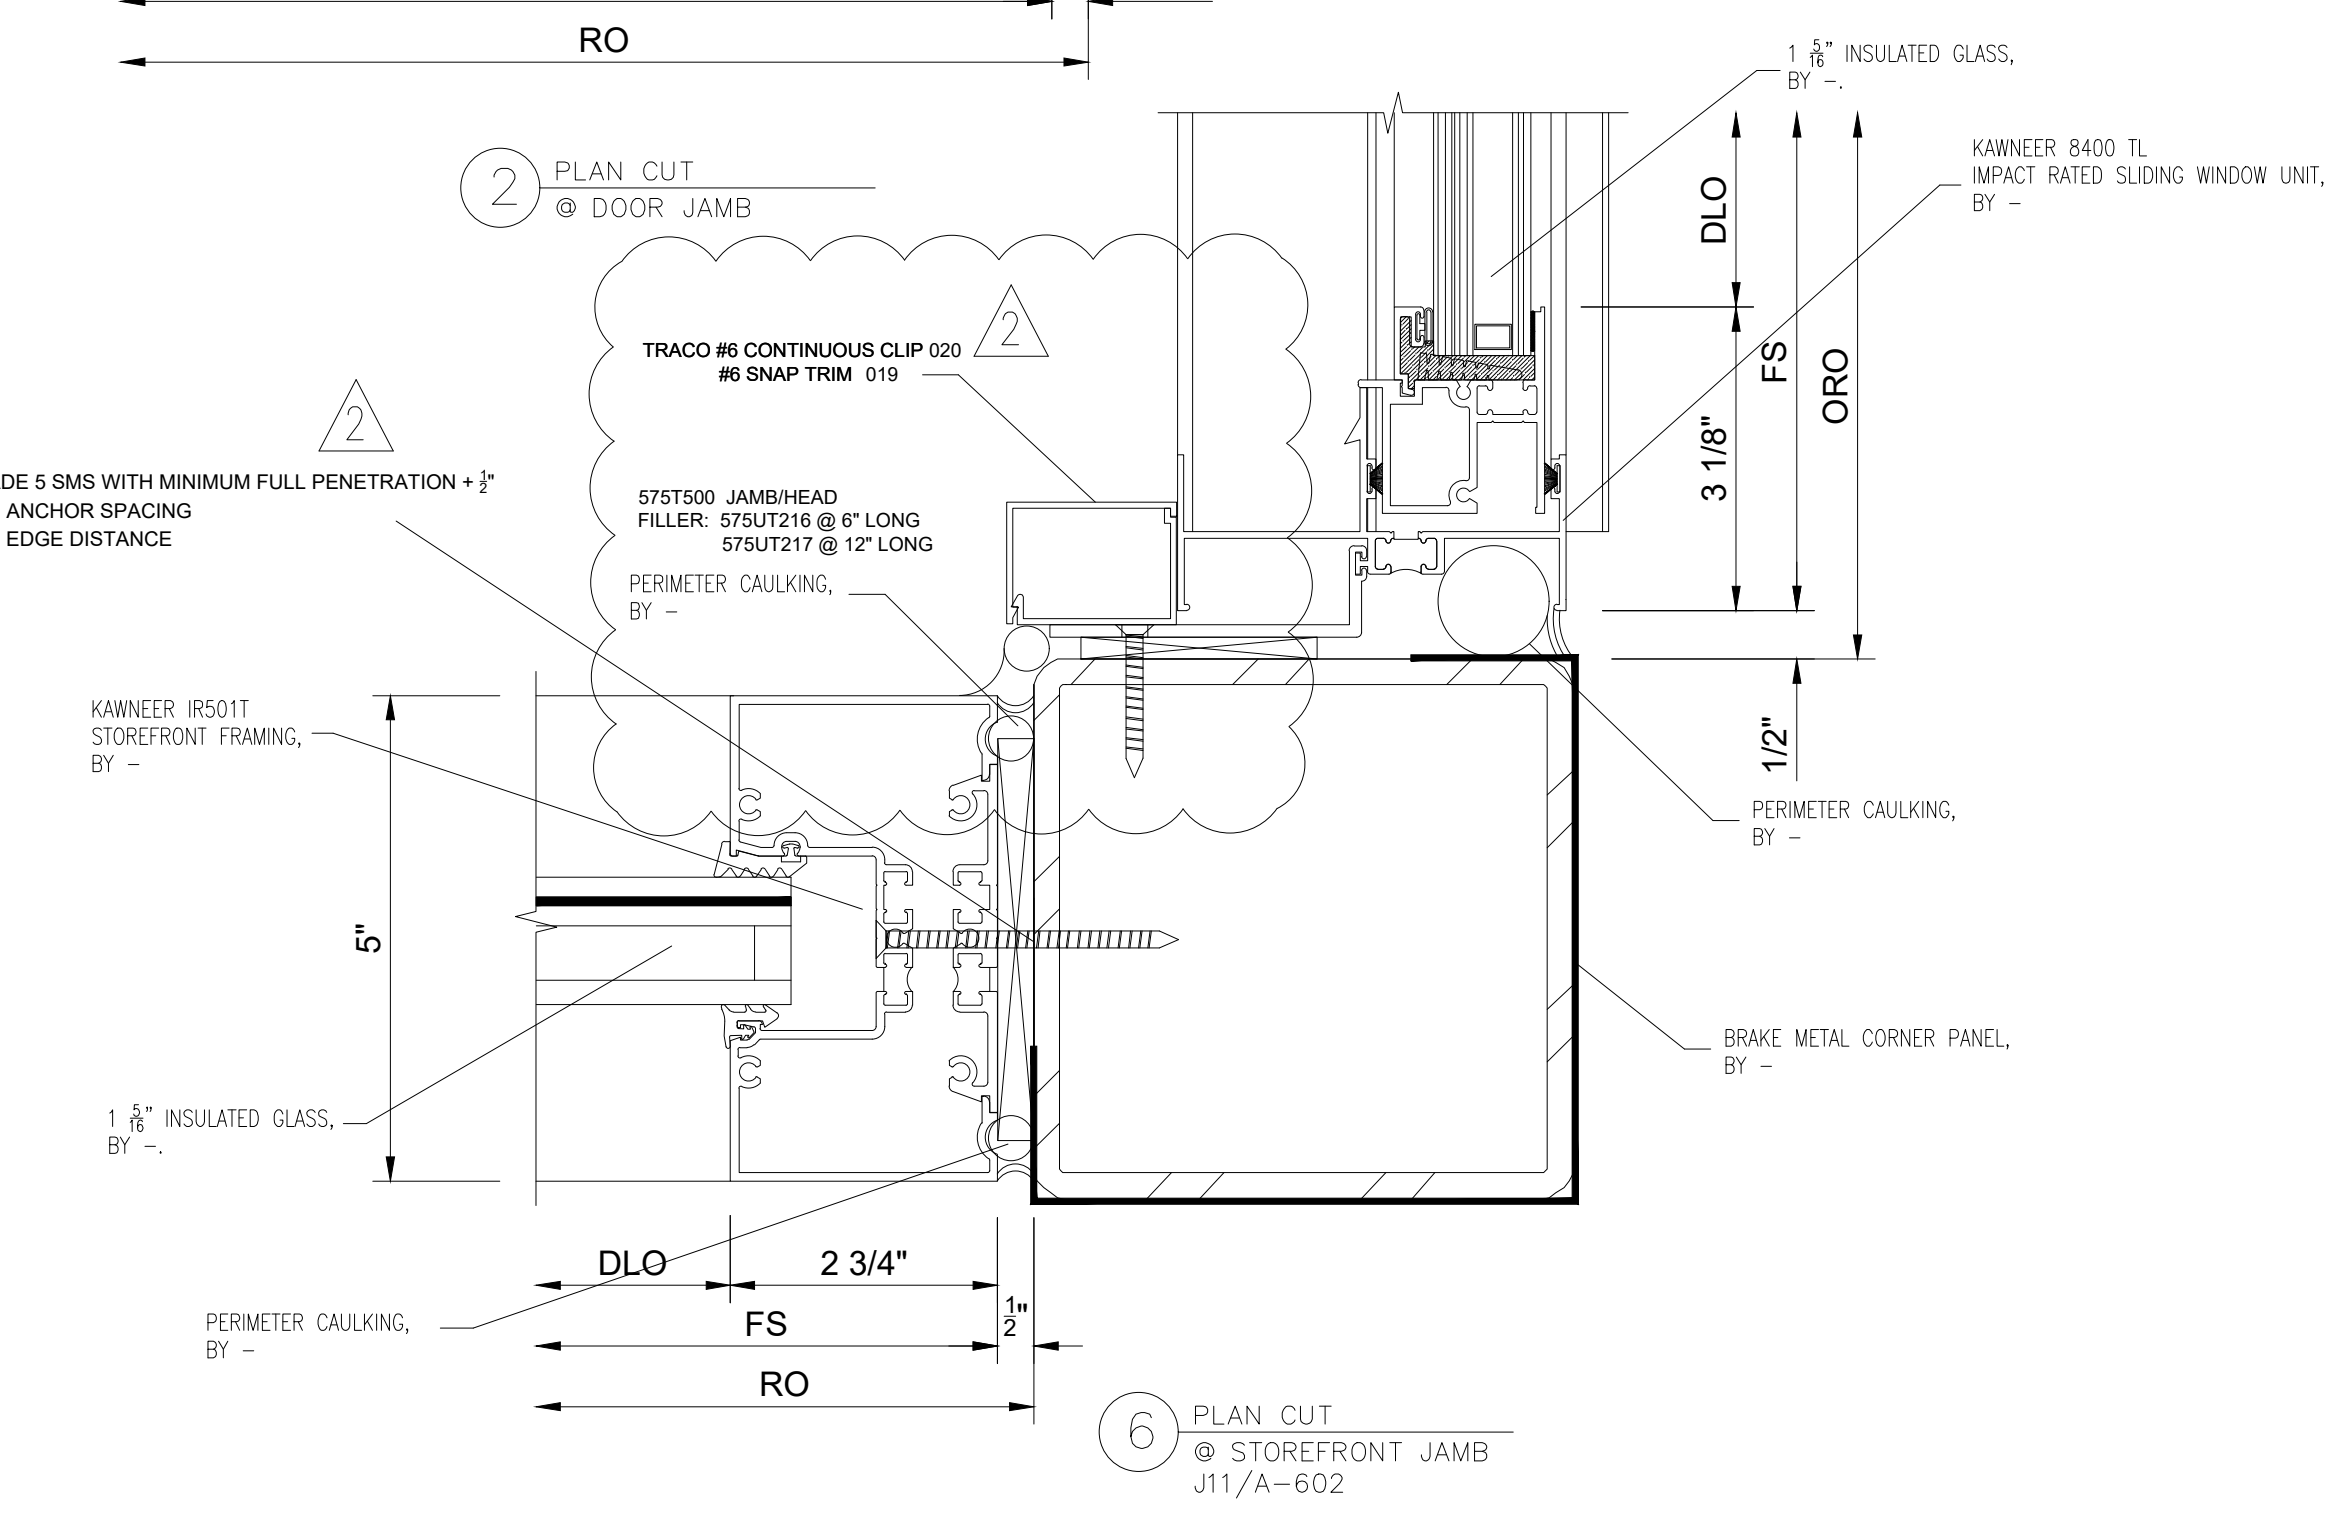 RO
2
PLAN CUT
@ DOOR JAMB
1 5/16" INSULATED GLASS,
BY -.
KAWNEER 8400 TL
IMPACT RATED SLIDING WINDOW UNIT,
BY -
DLO
FS
ORO
3 1/8"
1/2"
2
TRACO #6 CONTINUOUS CLIP 020
#6 SNAP TRIM 019
2
DE 5 SMS WITH MINIMUM FULL PENETRATION + 1/2"
ANCHOR SPACING
EDGE DISTANCE
575T500 JAMB/HEAD
FILLER: 575UT216 @ 6" LONG
575UT217 @ 12" LONG
PERIMETER CAULKING,
BY -
KAWNEER IR501T
STOREFRONT FRAMING,
BY -
5"
PERIMETER CAULKING,
BY -
BRAKE METAL CORNER PANEL,
BY -
1 5/16" INSULATED GLASS,
BY -.
DLO
2 3/4"
FS
1/2"
RO
PERIMETER CAULKING,
BY -
6
PLAN CUT
@ STOREFRONT JAMB
J11/A-602